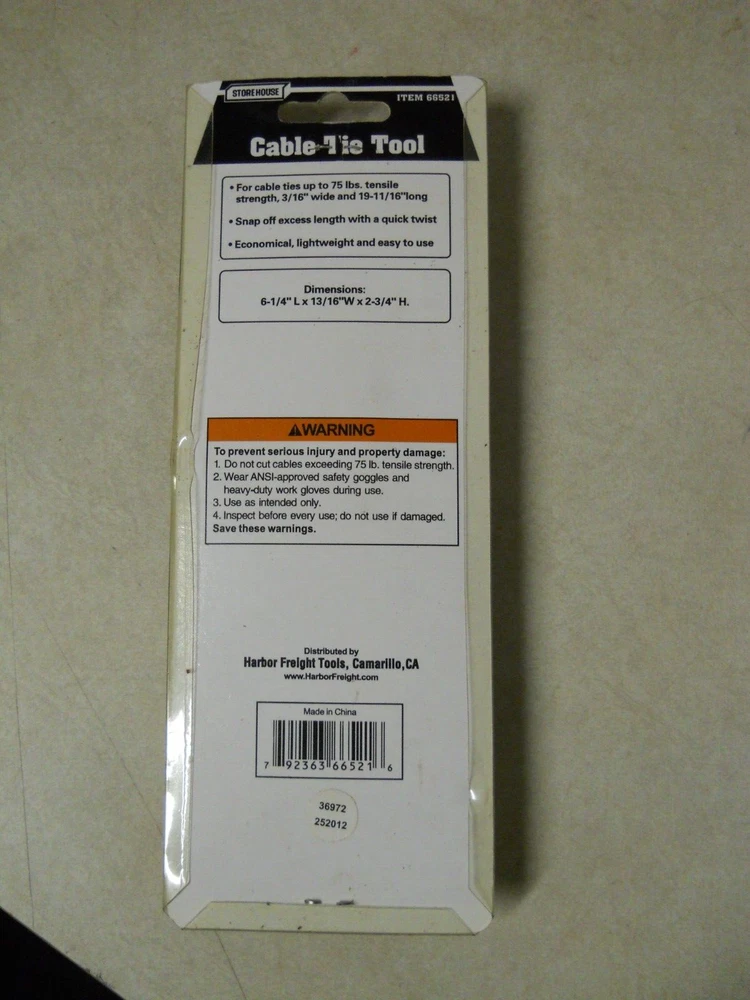 STOREHOUSE
ITEM 66521
Cable-Tie Tool
• For cable ties up to 75 lbs. tensile
strength, 3/16" wide and 19-11/16"long
• Snap off excess length with a quick twist
• Economical, lightweight and easy to use
Dimensions:
6-1/4" L x 13/16"W x 2-3/4" H.
⚠WARNING
To prevent serious injury and property damage:
1. Do not cut cables exceeding 75 lb. tensile strength.
2. Wear ANSI-approved safety goggles and
heavy-duty work gloves during use.
3. Use as intended only.
4. Inspect before every use; do not use if damaged.
Save these warnings.
Distributed by
Harbor Freight Tools, Camarillo,CA
www.HarborFreight.com
Made in China
7 92363 66521 6
36972
252012